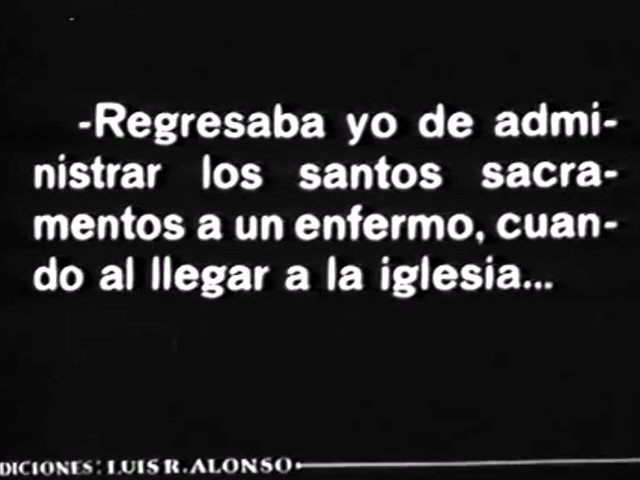 -Regresaba yo de admi-
nistrar los santos sacra-
mentos a un enfermo, cuan-
do al llegar a la iglesia...
DICIONES: LUIS R. ALONSO